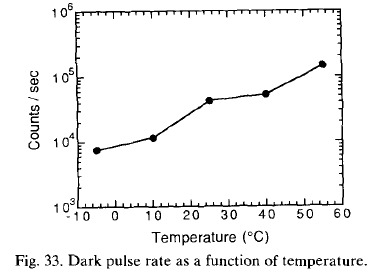 10^6
10^5
10^4
10^3
Counts / sec
-10 0 10 20 30 40 50 60
Temperature (°C)
Fig. 33. Dark pulse rate as a function of temperature.